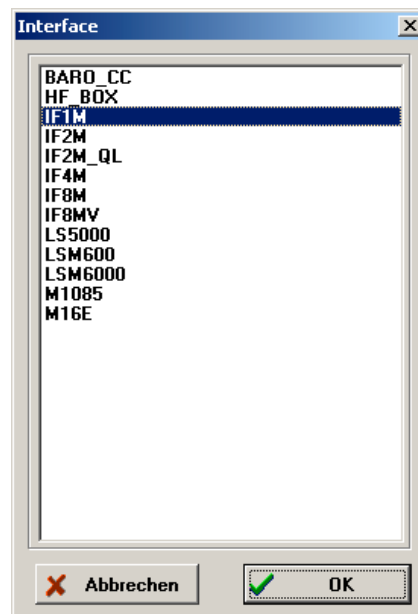 Interface
BARO_CC
HF_BOX
IF1M
IF2M
IF2M_QL
IF4M
IF8M
IF8MV
LS5000
LSM600
LSM6000
M1085
M16E
Abbrechen
OK